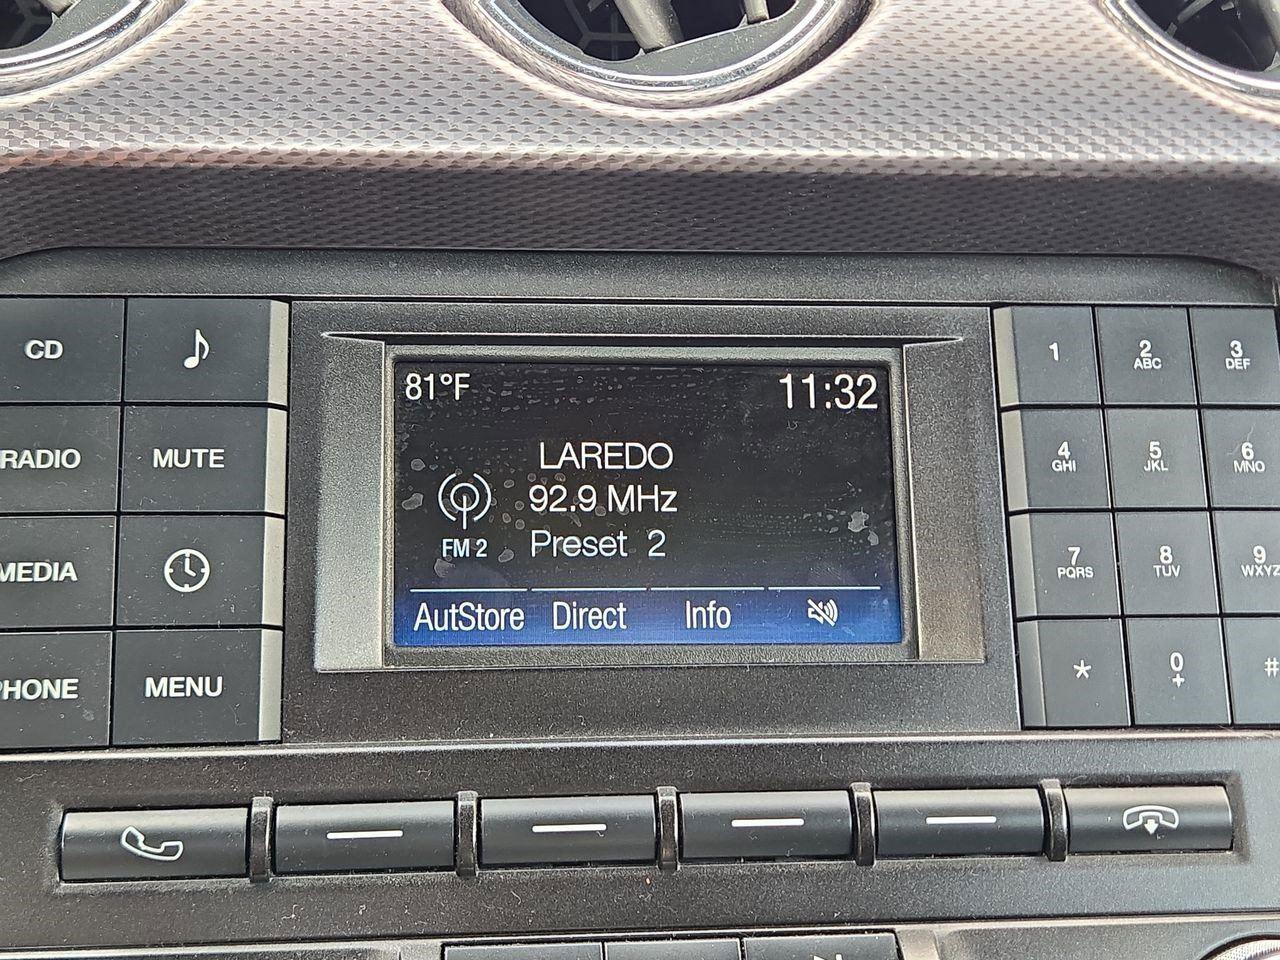 81°F 11:32
LAREDO
92.9 MHz
FM 2 Preset 2
AutStore Direct Info
CD
RADIO MUTE
MEDIA
PHONE MENU
1 2 ABC 3 DEF
4 GHI 5 JKL 6 MNO
7 PQRS 8 TUV 9 WXYZ
* 0 + #